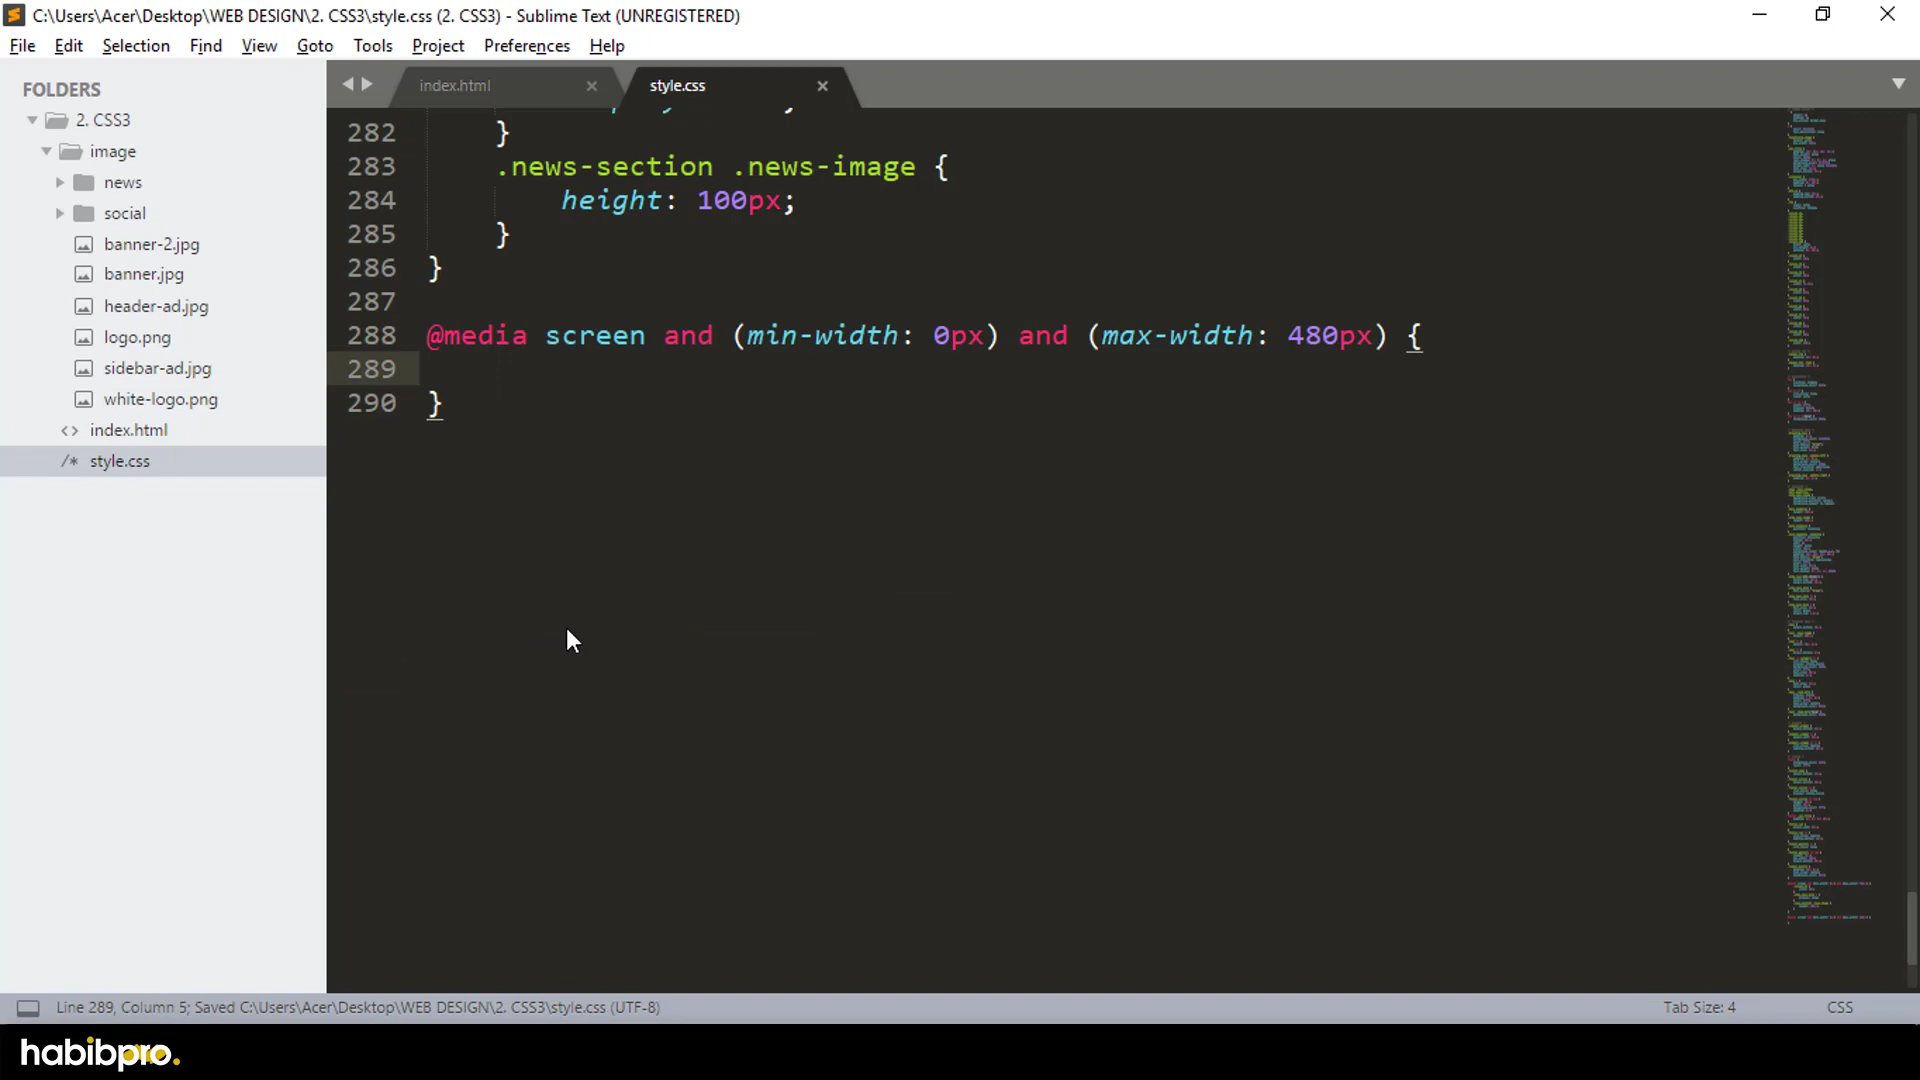 C:\Users\Acer\Desktop\WEB DESIGN\2. CSS3\style.css (2. CSS3) - Sublime Text (UNREGISTERED)
File Edit Selection Find View Goto Tools Project Preferences Help
FOLDERS
2. CSS3
image
news
social
banner-2.jpg
banner.jpg
header-ad.jpg
logo.png
sidebar-ad.jpg
white-logo.png
index.html
/* style.css
index.html
style.css
282 }
283 .news-section .news-image {
284 height: 100px;
285 }
286 }
287
288 @media screen and (min-width: 0px) and (max-width: 480px) {
289
290 }
Line 289, Column 5; Saved C:\Users\Acer\Desktop\WEB DESIGN\2. CSS3\style.css (UTF-8)
Tab Size: 4
CSS
habibpro.